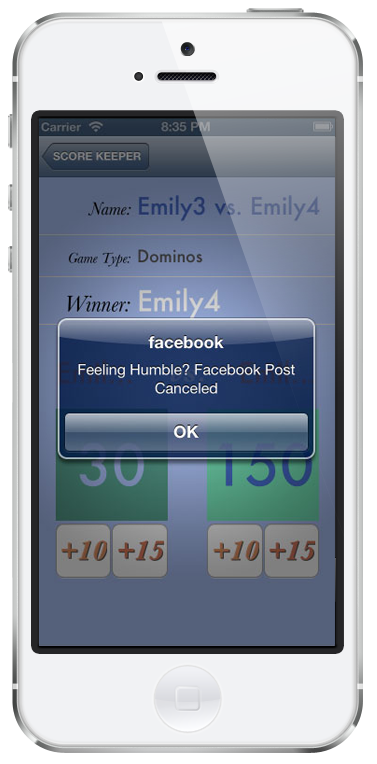 Carrier 8:35 PM
SCORE KEEPER
Name: Emily3 vs. Emily4
Game Type: Dominos
Winner: Emily4
facebook
Feeling Humble? Facebook Post
Canceled
OK
30 150
+10 +15 +10 +15